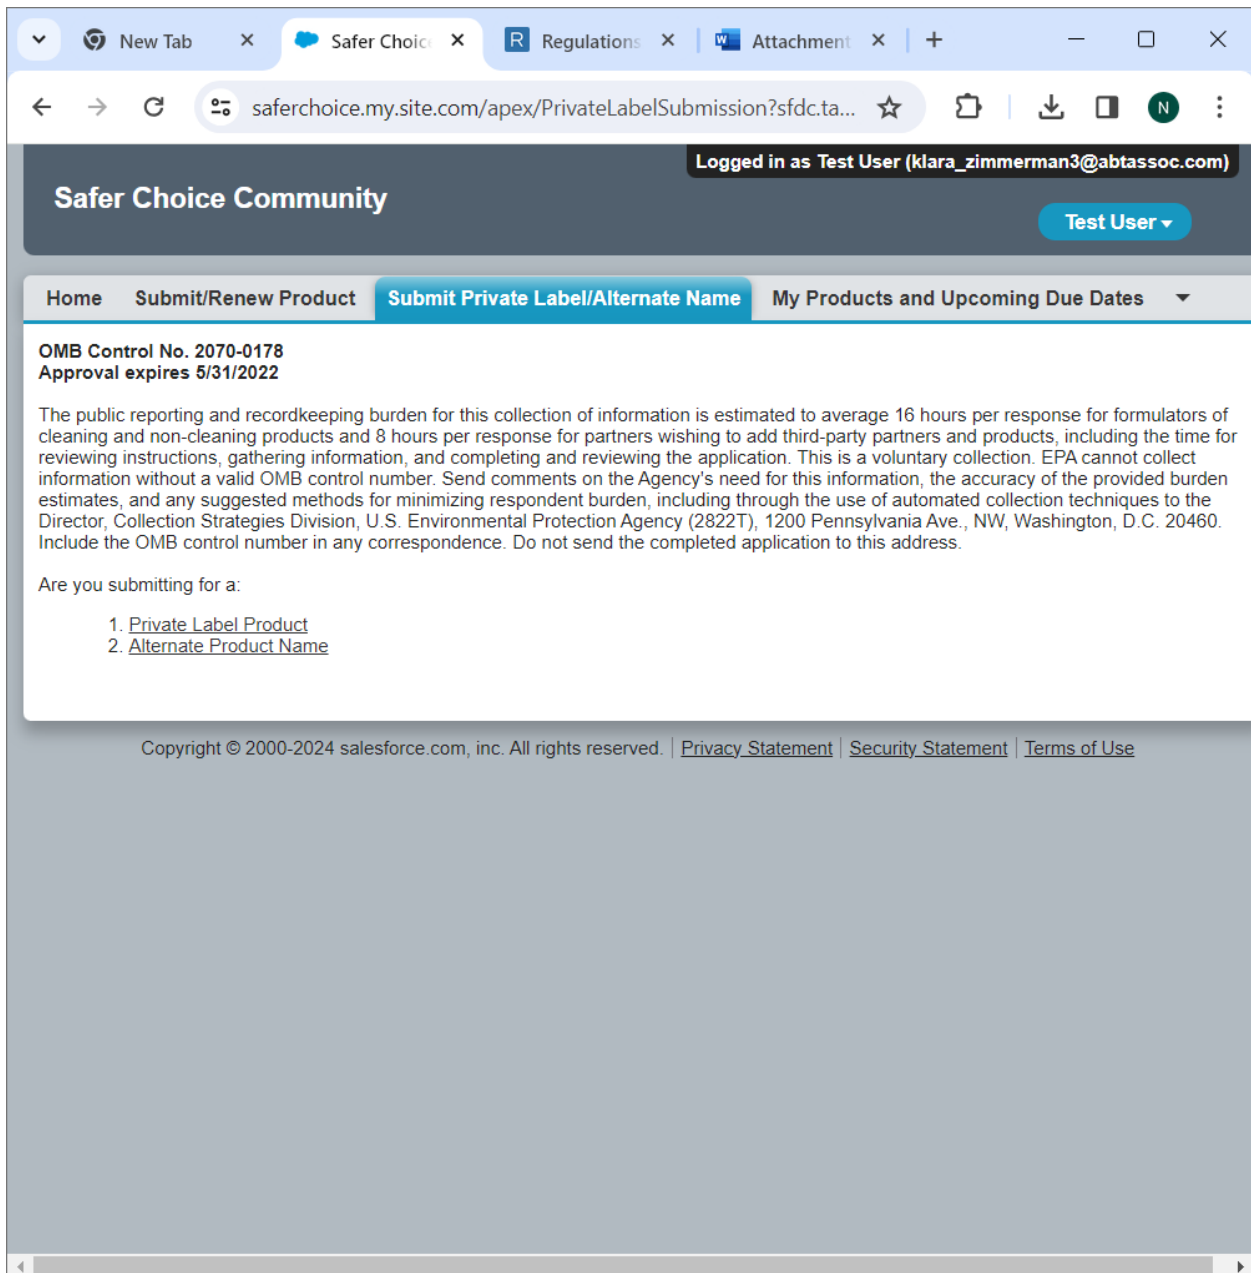 New Tab
Safer Choic
Regulations
Attachment
saferchoice.my.site.com/apex/PrivateLabelSubmission?sfdc.ta...
N
Logged in as Test User (klara_zimmerman3@abtassoc.com)
Safer Choice Community
Test User
Home Submit/Renew Product Submit Private Label/Alternate Name My Products and Upcoming Due Dates
OMB Control No. 2070-0178
Approval expires 5/31/2022
The public reporting and recordkeeping burden for this collection of information is estimated to average 16 hours per response for formulators of
cleaning and non-cleaning products and 8 hours per response for partners wishing to add third-party partners and products, including the time for
reviewing instructions, gathering information, and completing and reviewing the application. This is a voluntary collection. EPA cannot collect
information without a valid OMB control number. Send comments on the Agency's need for this information, the accuracy of the provided burden
estimates, and any suggested methods for minimizing respondent burden, including through the use of automated collection techniques to the
Director, Collection Strategies Division, U.S. Environmental Protection Agency (2822T), 1200 Pennsylvania Ave., NW, Washington, D.C. 20460.
Include the OMB control number in any correspondence. Do not send the completed application to this address.
Are you submitting for a:
1. Private Label Product
2. Alternate Product Name
Copyright © 2000-2024 salesforce.com, inc. All rights reserved. | Privacy Statement | Security Statement | Terms of Use